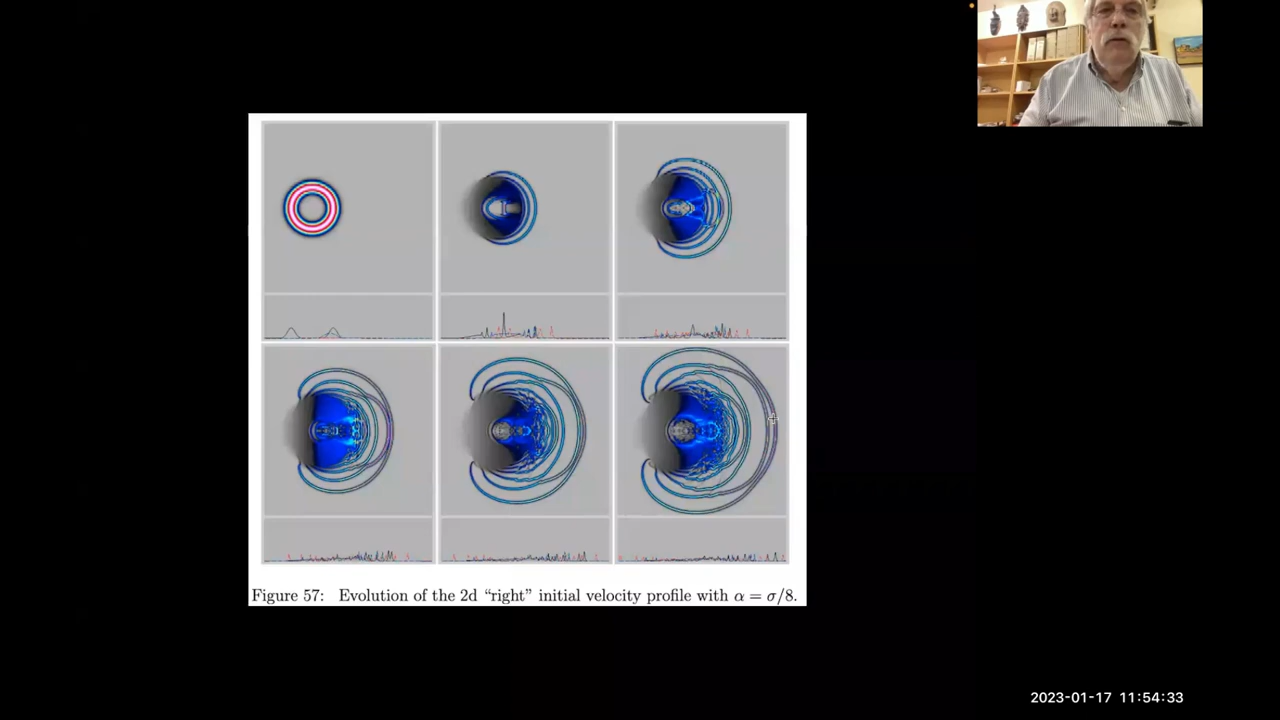 Figure 57: Evolution of the 2d “right” initial velocity profile with α = σ/8.
2023-01-17 11:54:33